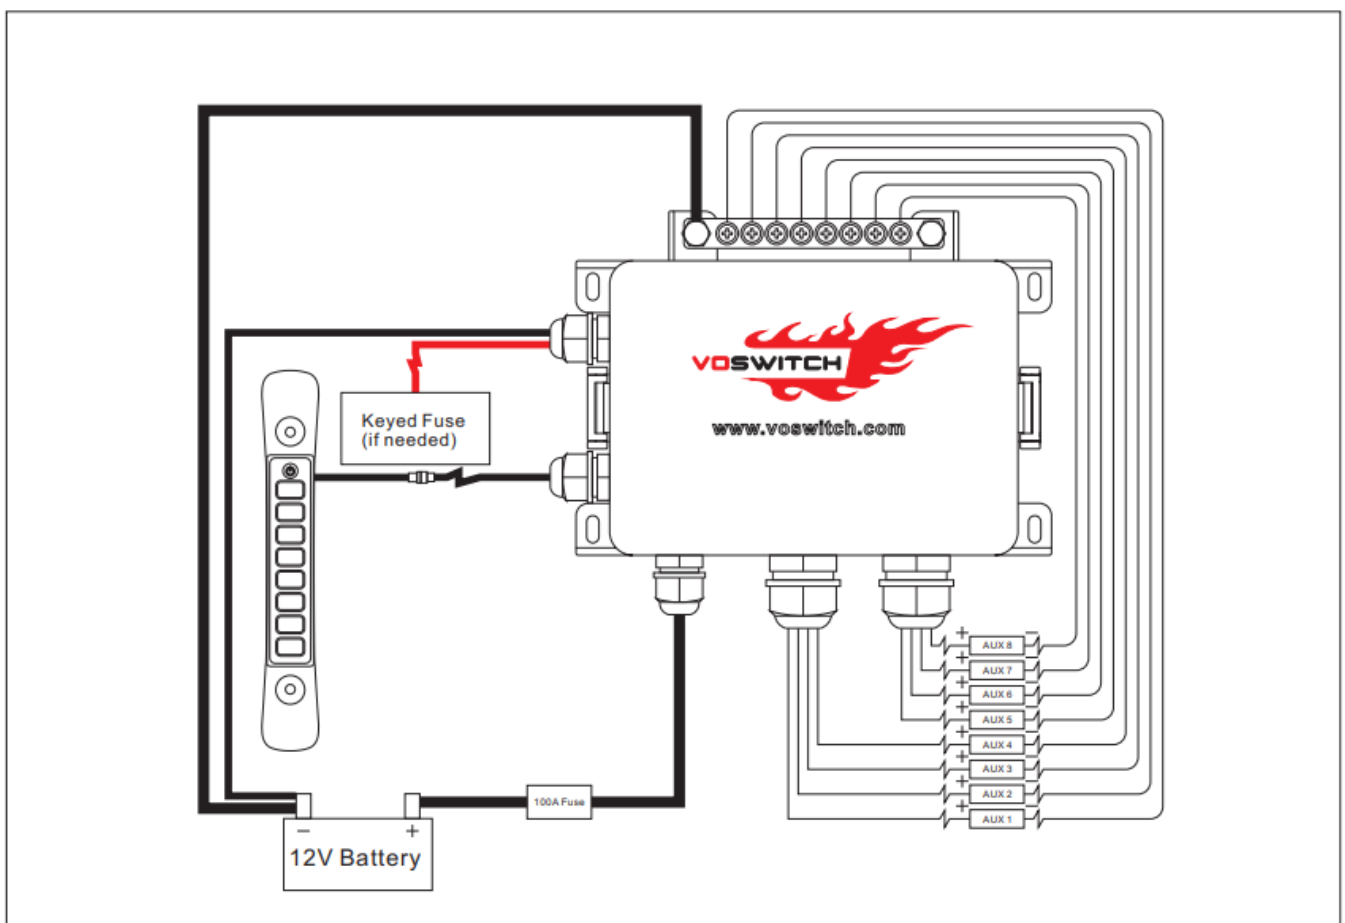 VOSWITCH
www.voswitch.com
Keyed Fuse
(if needed)
+ AUX 8 −
+ AUX 7 −
+ AUX 6 −
+ AUX 5 −
+ AUX 4 −
+ AUX 3 −
+ AUX 2 −
+ AUX 1 −
100A Fuse
− +
12V Battery